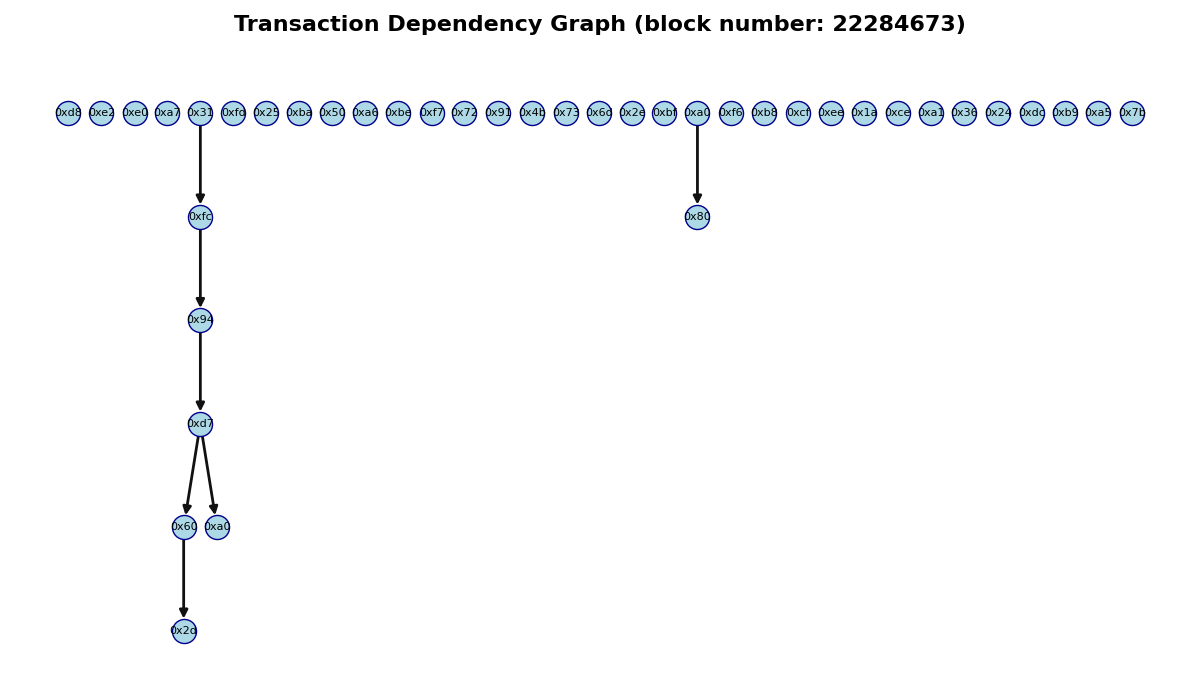 Transaction Dependency Graph (block number: 22284673)
0xd8 0xe2 0xe0 0xa7 0x31 0xfd 0x25 0xba 0x50 0xa6 0xbe 0xf7 0x72 0x91 0x4b 0x73 0x6d 0x2e 0xbf 0xa0 0xf6 0xb8 0xcf 0xee 0x1a 0xce 0xa1 0x36 0x24 0xdc 0xb9 0xa5 0x7b
0xfc 0x80
0x94
0xd7
0x60 0xa0
0x2d